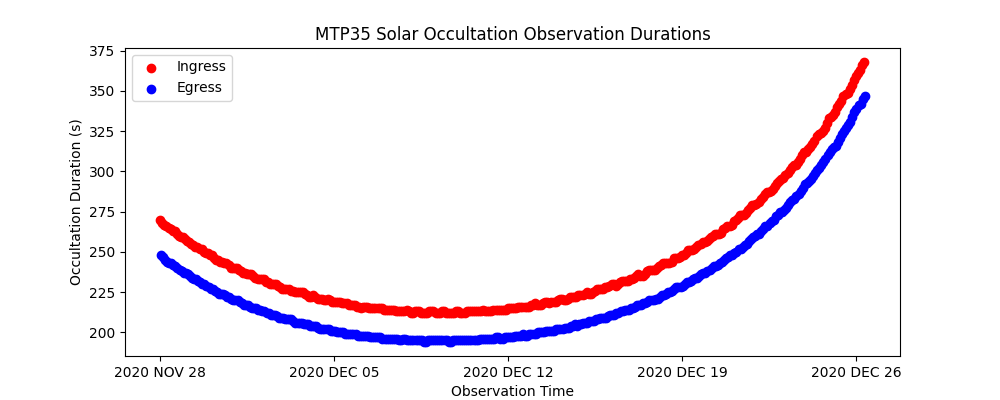 MTP35 Solar Occultation Observation Durations
Ingress
Egress
Occultation Duration (s)
375
350
325
300
275
250
225
200
2020 NOV 28
2020 DEC 05
2020 DEC 12
2020 DEC 19
2020 DEC 26
Observation Time